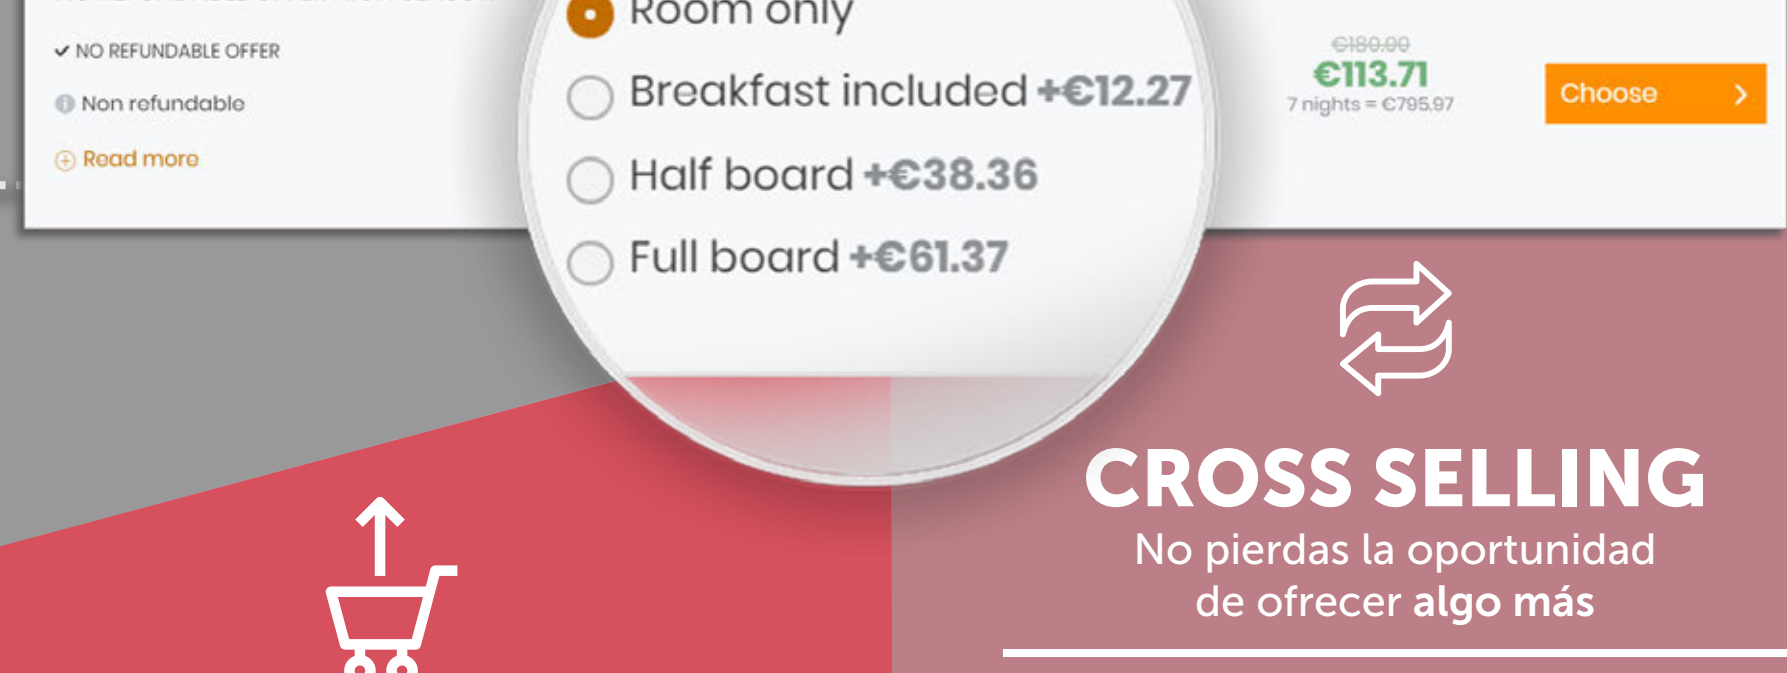 ✓ NO REFUNDABLE OFFER
Non refundable
Read more
Room only
Breakfast included +€12.27
Half board +€38.36
Full board +€61.37
€180.00
€113.71
7 nights = €795.97
Choose
CROSS SELLING
No pierdas la oportunidad
de ofrecer algo más